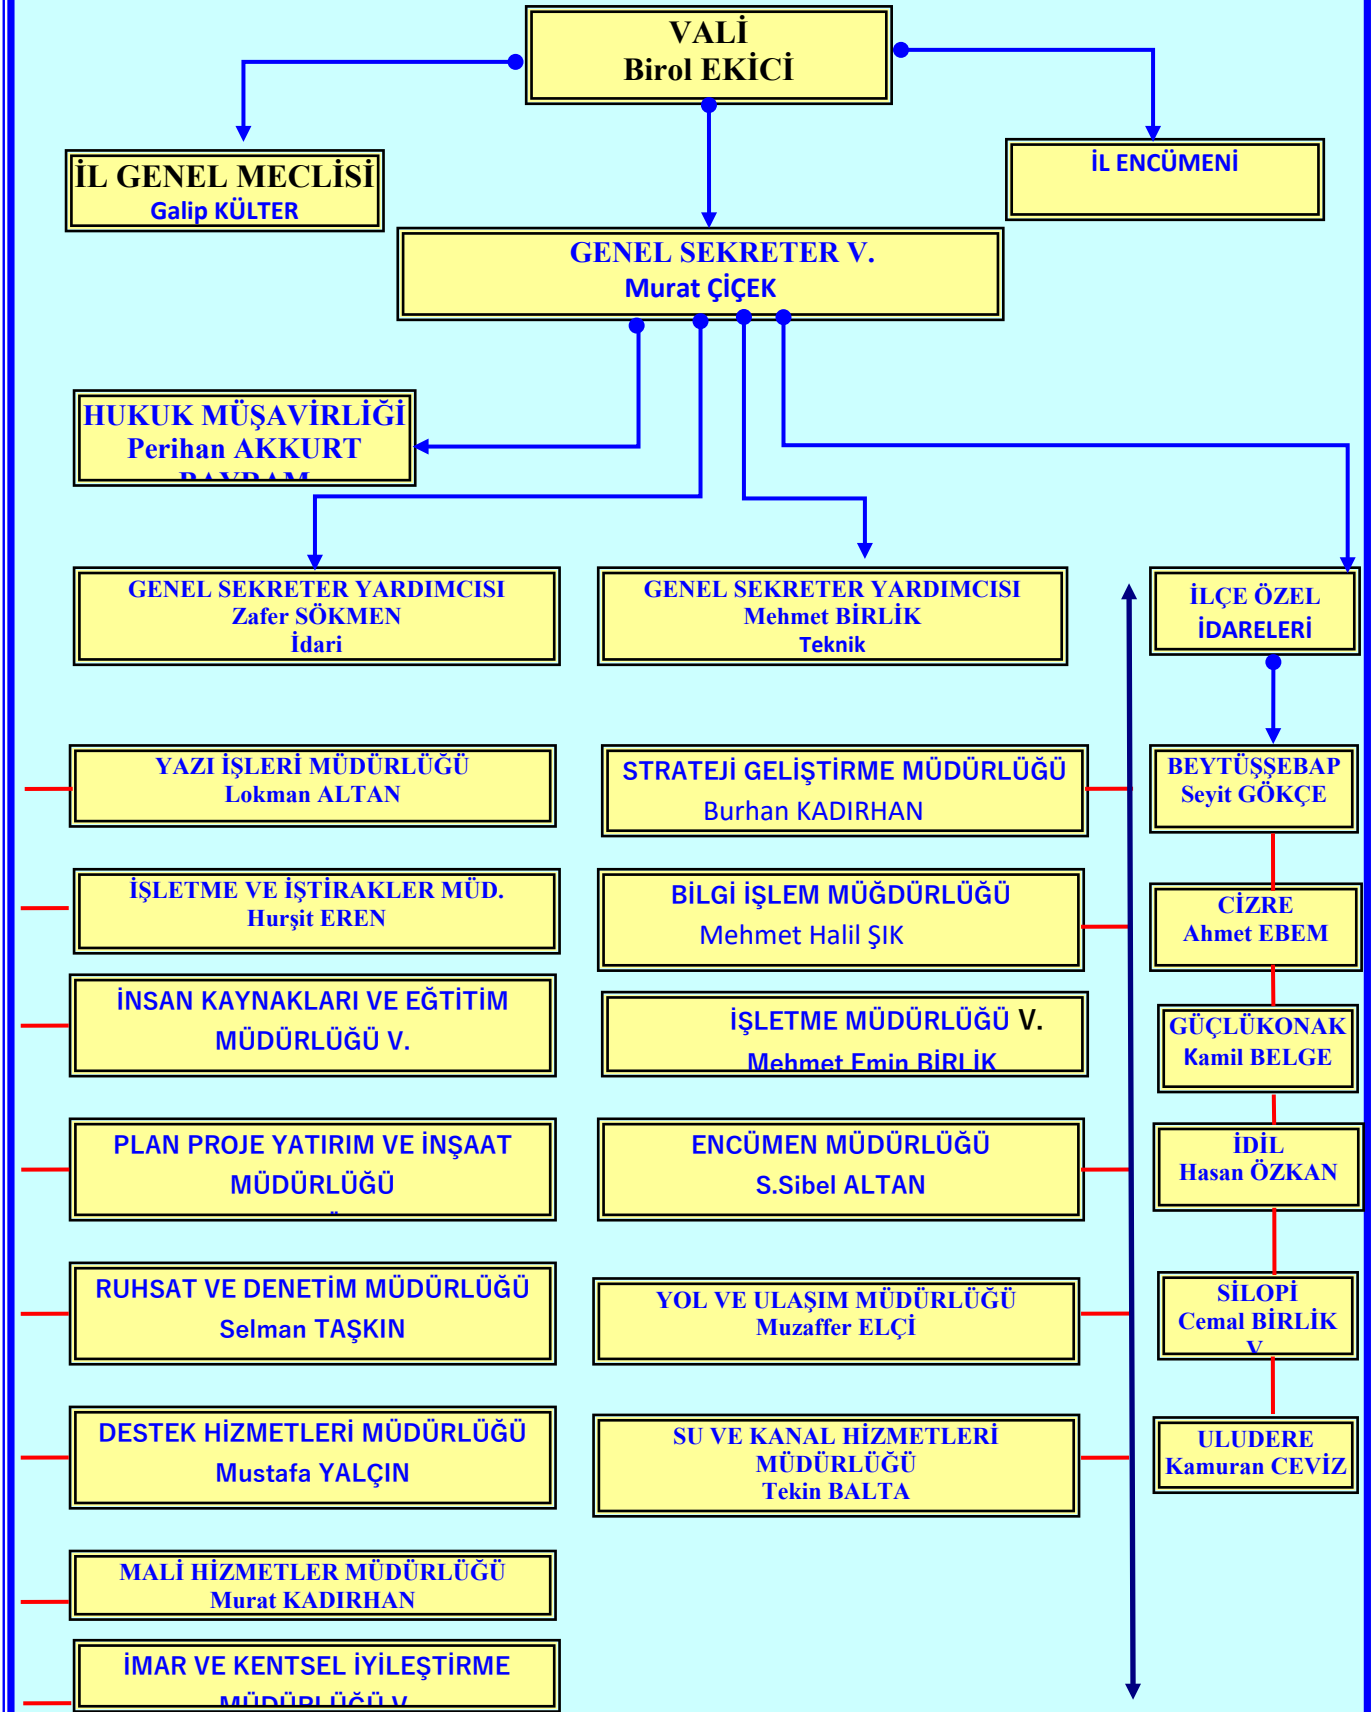 VALİ
Birol EKİCİ
İL GENEL MECLİSİ
Galip KÜLTER
İL ENCÜMENİ
GENEL SEKRETER V.
Murat ÇİÇEK
HUKUK MÜŞAVİRLİĞİ
Perihan AKKURT
BAYRAM
GENEL SEKRETER YARDIMCISI
Zafer SÖKMEN
İdari
GENEL SEKRETER YARDIMCISI
Mehmet BİRLİK
Teknik
İLÇE ÖZEL
İDARELERİ
YAZI İŞLERİ MÜDÜRLÜĞÜ
Lokman ALTAN
STRATEJİ GELİŞTİRME MÜDÜRLÜĞÜ
Burhan KADIRHAN
BEYTÜŞŞEBAP
Seyit GÖKÇE
İŞLETME VE İŞTİRAKLER MÜD.
Hurşit EREN
BİLGİ İŞLEM MÜĞDÜRLÜĞÜ
Mehmet Halil ŞIK
CİZRE
Ahmet EBEM
İNSAN KAYNAKLARI VE EĞTİTİM
MÜDÜRLÜĞÜ V.
İŞLETME MÜDÜRLÜĞÜ V.
Mehmet Emin BİRLİK
GÜÇLÜKONAK
Kamil BELGE
PLAN PROJE YATIRIM VE İNŞAAT
MÜDÜRLÜĞÜ
ENCÜMEN MÜDÜRLÜĞÜ
S.Sibel ALTAN
İDİL
Hasan ÖZKAN
RUHSAT VE DENETİM MÜDÜRLÜĞÜ
Selman TAŞKIN
YOL VE ULAŞIM MÜDÜRLÜĞÜ
Muzaffer ELÇİ
SİLOPİ
Cemal BİRLİK
V
DESTEK HİZMETLERİ MÜDÜRLÜĞÜ
Mustafa YALÇIN
SU VE KANAL HİZMETLERİ
MÜDÜRLÜĞÜ
Tekin BALTA
ULUDERE
Kamuran CEVİZ
MALİ HİZMETLER MÜDÜRLÜĞÜ
Murat KADIRHAN
İMAR VE KENTSEL İYİLEŞTİRME
MÜDÜRLÜĞÜ V